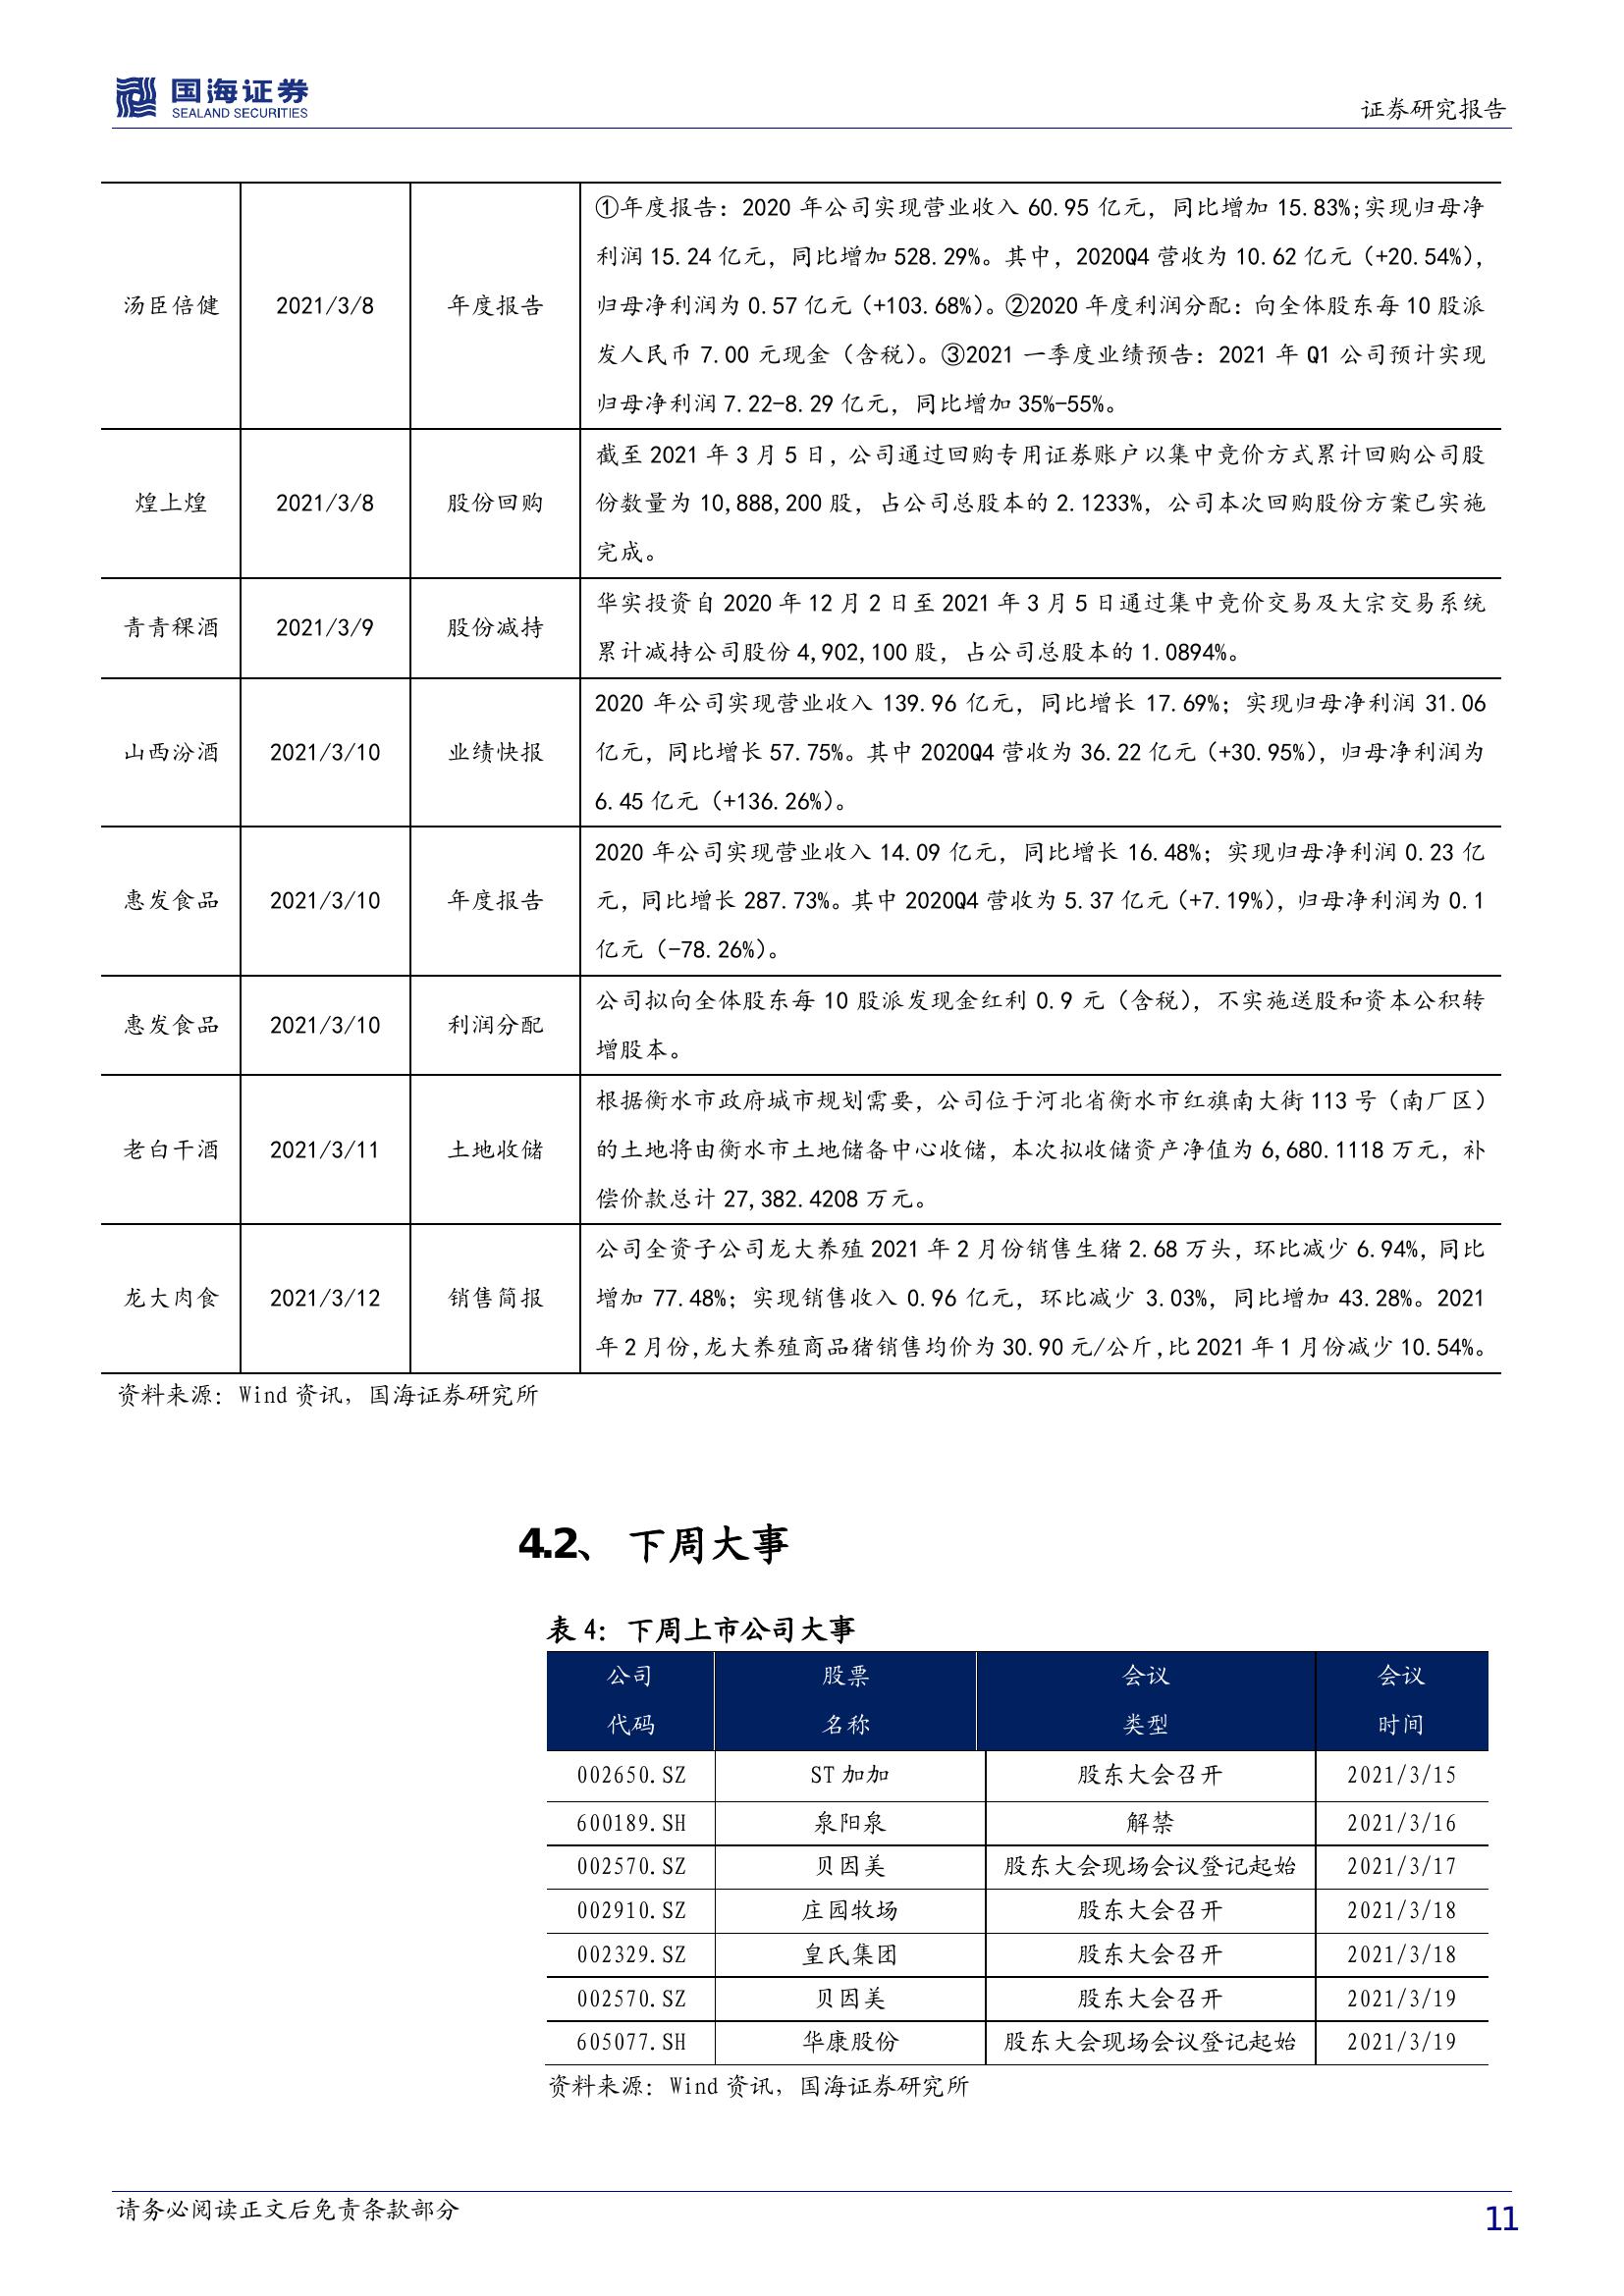 国海证券
SEALAND SECURITIES
证券研究报告
汤臣倍健 2021/3/8 年度报告
①年度报告：2020 年公司实现营业收入 60.95 亿元，同比增加 15.83%;实现归母净
利润 15.24 亿元，同比增加 528.29%。其中，2020Q4 营收为 10.62 亿元（+20.54%），
归母净利润为 0.57 亿元（+103.68%）。②2020 年度利润分配：向全体股东每 10 股派
发人民币 7.00 元现金（含税）。③2021 一季度业绩预告：2021 年 Q1 公司预计实现
归母净利润 7.22-8.29 亿元，同比增加 35%-55%。
煌上煌 2021/3/8 股份回购
截至 2021 年 3 月 5 日，公司通过回购专用证券账户以集中竞价方式累计回购公司股
份数量为 10,888,200 股，占公司总股本的 2.1233%，公司本次回购股份方案已实施
完成。
青青稞酒 2021/3/9 股份减持
华实投资自 2020 年 12 月 2 日至 2021 年 3 月 5 日通过集中竞价交易及大宗交易系统
累计减持公司股份 4,902,100 股，占公司总股本的 1.0894%。
山西汾酒 2021/3/10 业绩快报
2020 年公司实现营业收入 139.96 亿元，同比增长 17.69%；实现归母净利润 31.06
亿元，同比增长 57.75%。其中 2020Q4 营收为 36.22 亿元（+30.95%），归母净利润为
6.45 亿元（+136.26%）。
惠发食品 2021/3/10 年度报告
2020 年公司实现营业收入 14.09 亿元，同比增长 16.48%；实现归母净利润 0.23 亿
元，同比增长 287.73%。其中 2020Q4 营收为 5.37 亿元（+7.19%），归母净利润为 0.1
亿元（-78.26%）。
惠发食品 2021/3/10 利润分配
公司拟向全体股东每 10 股派发现金红利 0.9 元（含税），不实施送股和资本公积转
增股本。
老白干酒 2021/3/11 土地收储
根据衡水市政府城市规划需要，公司位于河北省衡水市红旗南大街 113 号（南厂区）
的土地将由衡水市土地储备中心收储，本次拟收储资产净值为 6,680.1118 万元，补
偿价款总计 27,382.4208 万元。
龙大肉食 2021/3/12 销售简报
公司全资子公司龙大养殖 2021 年 2 月份销售生猪 2.68 万头，环比减少 6.94%，同比
增加 77.48%；实现销售收入 0.96 亿元，环比减少 3.03%，同比增加 43.28%。2021
年 2 月份，龙大养殖商品猪销售均价为 30.90 元/公斤，比 2021 年 1 月份减少 10.54%。
资料来源：Wind 资讯，国海证券研究所
4.2、 下周大事
表 4：下周上市公司大事
公司 股票 会议 会议
代码 名称 类型 时间
002650.SZ ST 加加 股东大会召开 2021/3/15
600189.SH 泉阳泉 解禁 2021/3/16
002570.SZ 贝因美 股东大会现场会议登记起始 2021/3/17
002910.SZ 庄园牧场 股东大会召开 2021/3/18
002329.SZ 皇氏集团 股东大会召开 2021/3/18
002570.SZ 贝因美 股东大会召开 2021/3/19
605077.SH 华康股份 股东大会现场会议登记起始 2021/3/19
资料来源：Wind 资讯，国海证券研究所
请务必阅读正文后免责条款部分
11